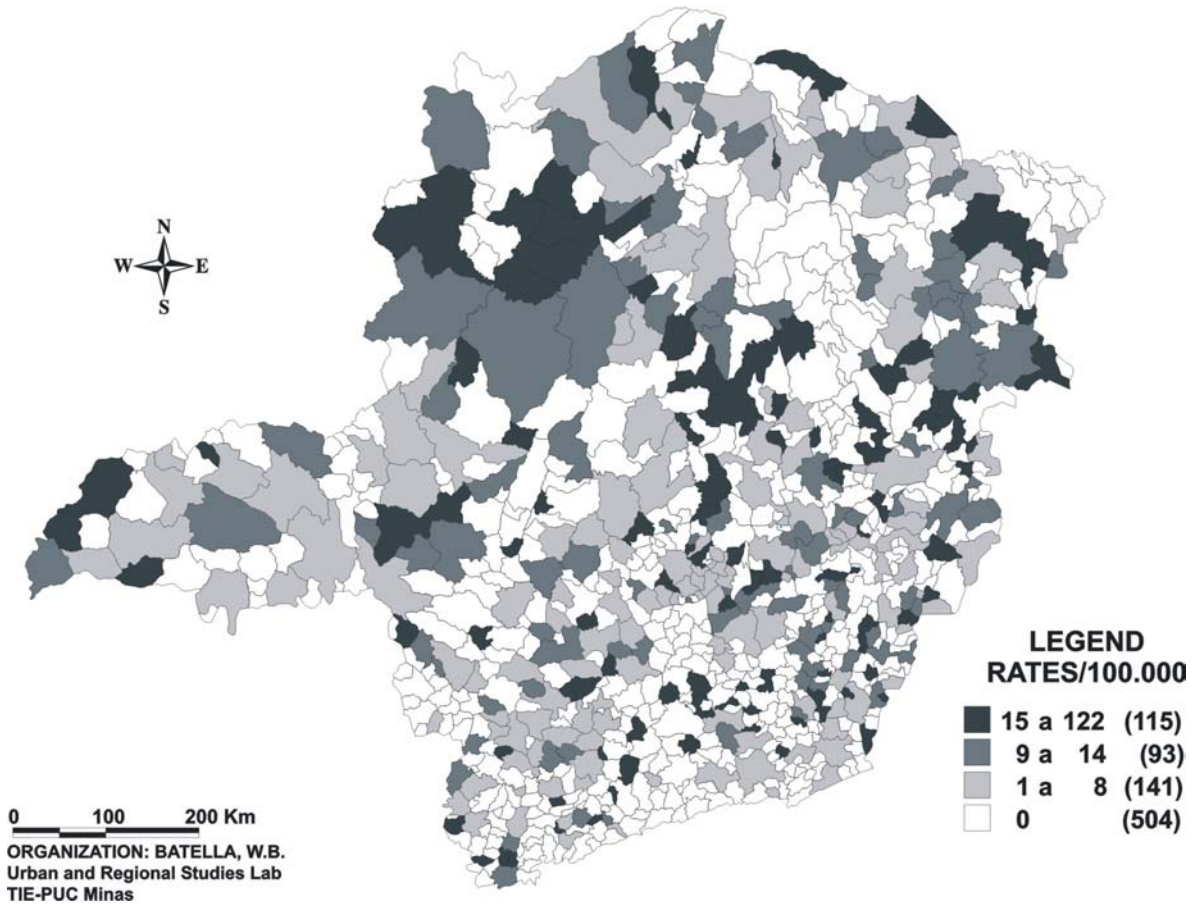 N
W E
S
LEGEND
RATES/100.000
15 a 122 (115)
9 a 14 (93)
1 a 8 (141)
0 (504)
0 100 200 Km
ORGANIZATION: BATELLA, W.B.
Urban and Regional Studies Lab
TIE-PUC Minas